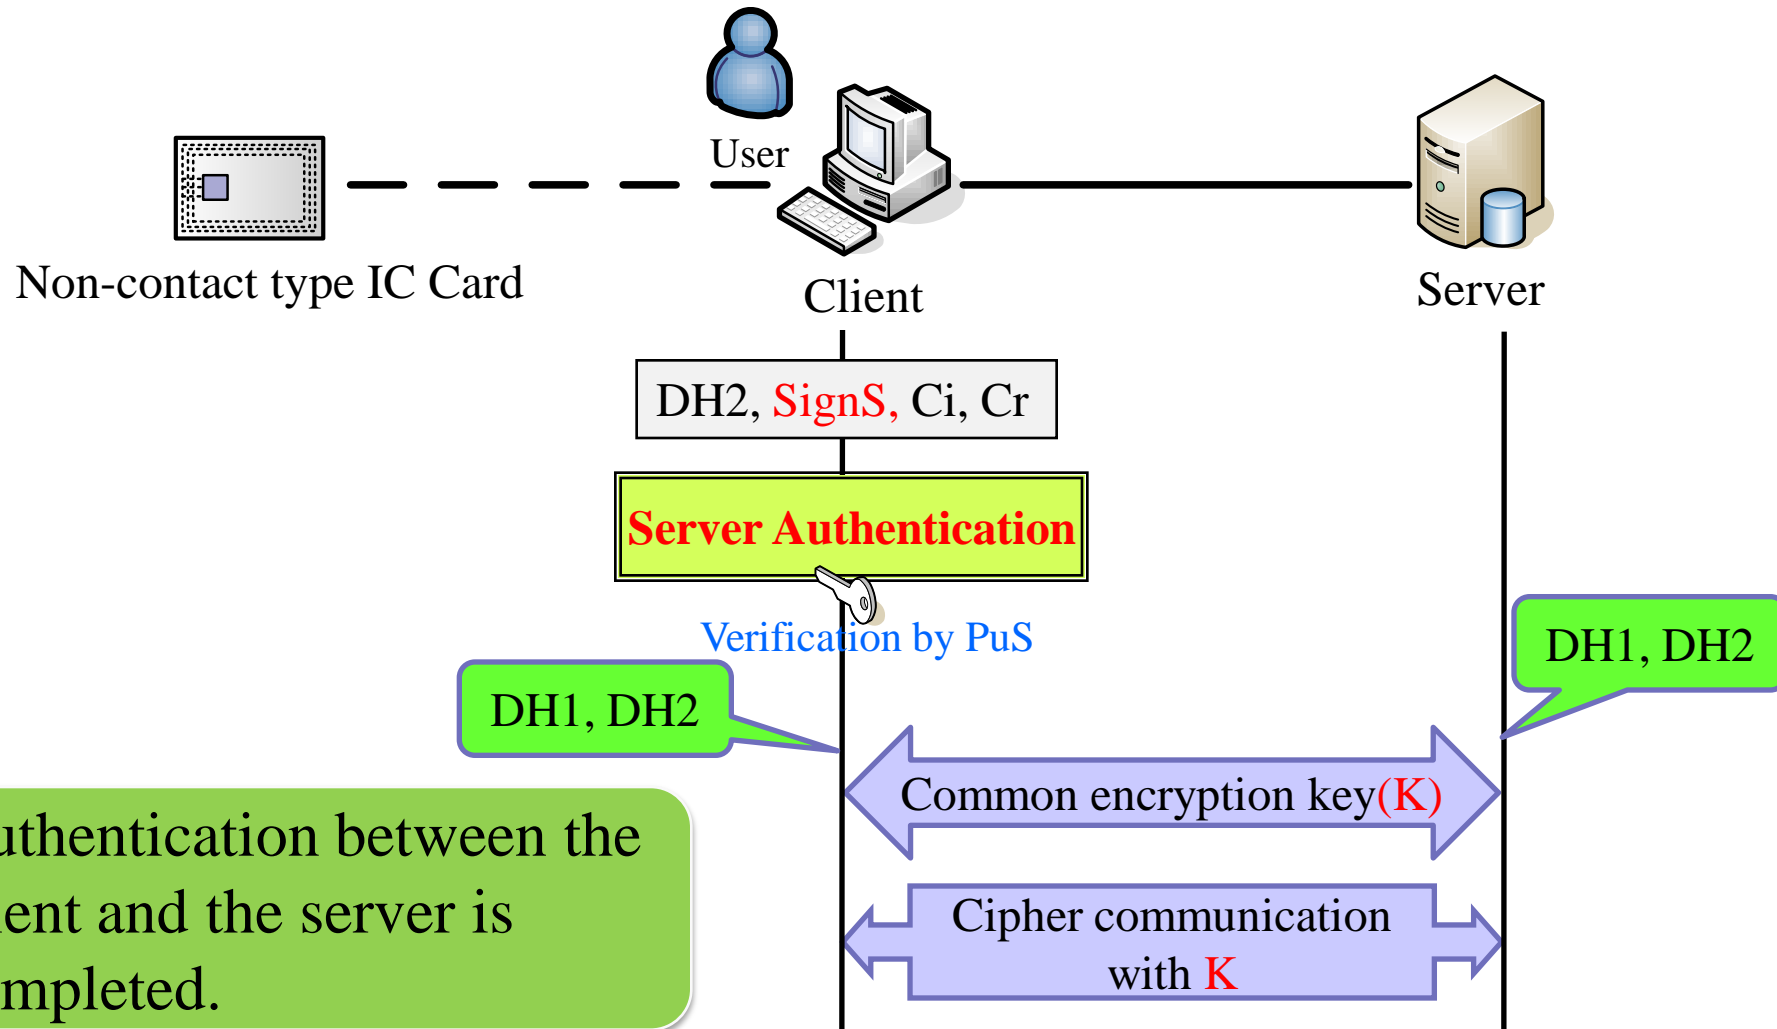 User
Non-contact type IC Card
Client
Server
DH2, SignS, Ci, Cr
Server Authentication
Verification by PuS
DH1, DH2
DH1, DH2
Common encryption key(K)
uthentication between the
ent and the server is
mpleted.
Cipher communication
with K